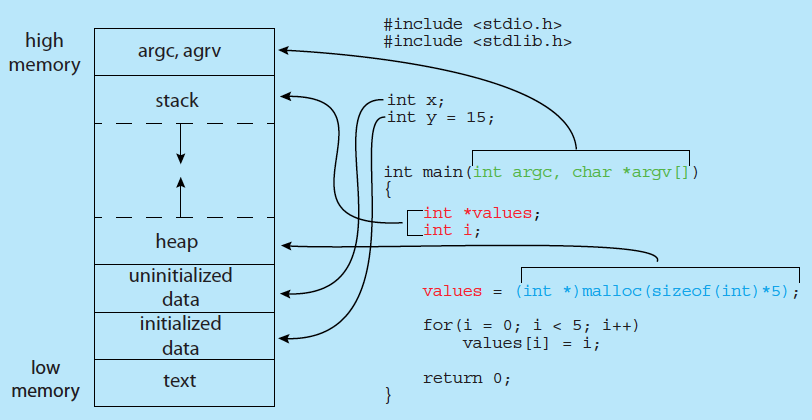 high
memory
argc, agrv
stack
heap
uninitialized
data
initialized
data
text
low
memory
#include <stdio.h>
#include <stdlib.h>
int x;
int y = 15;
int main(int argc, char *argv[])
{
int *values;
int i;
values = (int *)malloc(sizeof(int)*5);
for(i = 0; i < 5; i++)
values[i] = i;
return 0;
}